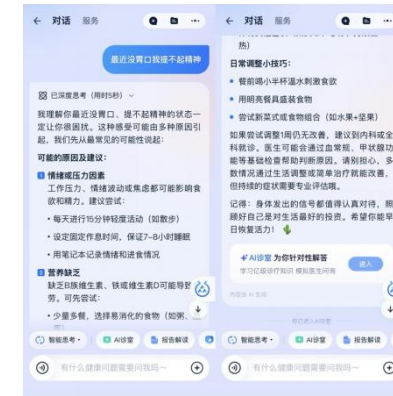 对话 服务
最近没胃口我提不起精神
已深度思考（用时5秒）
我理解你最近没胃口、提不起精神的状态一
定让你很困扰。这种感受可能由多种原因引
起，我们先从最常见的可能性说起：
可能的原因及建议：
1 情绪或压力因素
工作压力、情绪波动或焦虑都可能影响食
欲和精力。建议尝试：
• 每天进行15分钟轻度活动（如散步）
• 设定固定作息时间，保证7-8小时睡眠
• 用笔记本记录情绪和进食情况
2 营养缺乏
缺乏B族维生素、铁或维生素D可能导致
劳。可先尝试：
• 少量多餐，选择易消化的食物（如粥、
智能思考 AI诊室 报告解读
有什么健康问题需要问我吗～
对话 服务
热）
日常调整小技巧：
• 餐前喝小半杯温水刺激食欲
• 用明亮餐具盛装食物
• 尝试新菜式或食物组合（如水果+坚果）
如果尝试调整1周仍无改善，建议到内科或全
科就诊。医生可能会通过血常规、甲状腺功
能等基础检查帮助判断原因。请别担心，多
数情况通过生活调整或简单治疗就能改善，
但持续的症状需要专业评估哦。
记得：身体发出的信号都值得认真对待，照
顾好自己是对生活最好的投资。希望你能早
日恢复活力！
AI诊室 为你针对性解答
学习亿级诊疗知识 模拟医生问诊
进入
内容由 AI 生成
你已进入AI诊室
智能思考 AI诊室 报告解读
有什么健康问题需要问我吗～